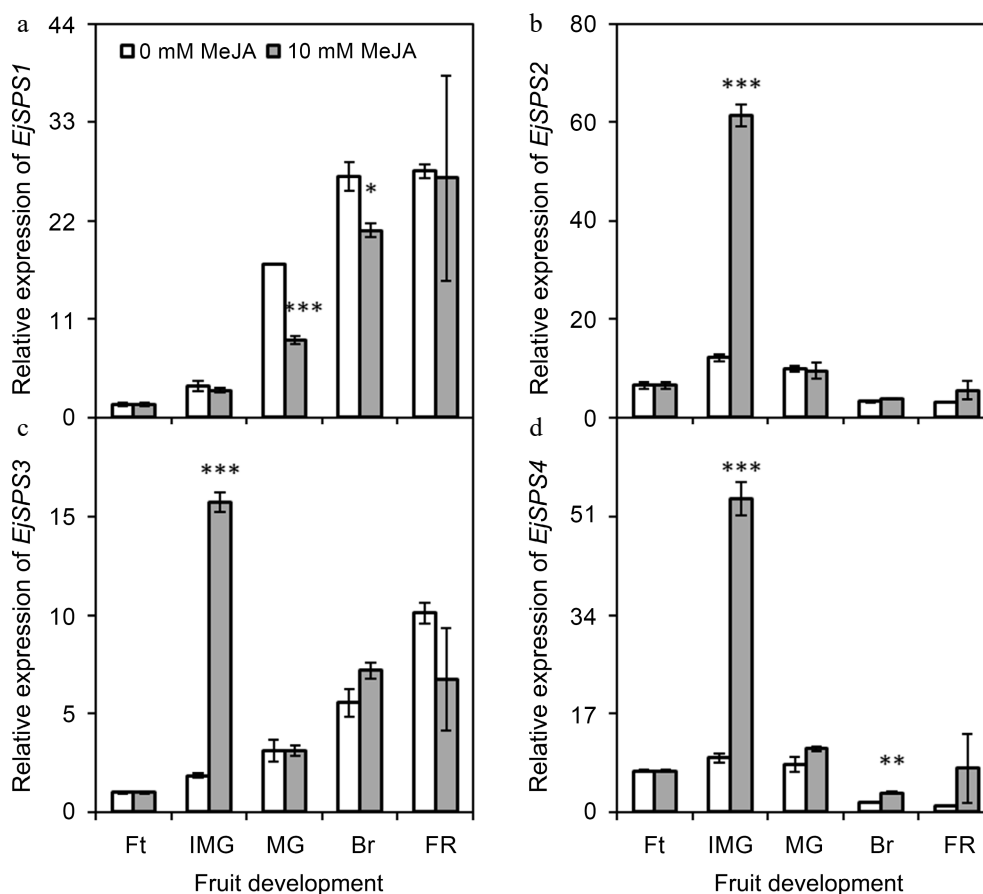 a
44
33
22
11
0
Relative expression of EjSPS1
0 mM MeJA 10 mM MeJA
***
*
b
80
60
40
20
0
Relative expression of EjSPS2
***
c
15
10
5
0
Relative expression of EjSPS3
***
Ft IMG MG Br FR
Fruit development
d
51
34
17
0
Relative expression of EjSPS4
***
**
Ft IMG MG Br FR
Fruit development